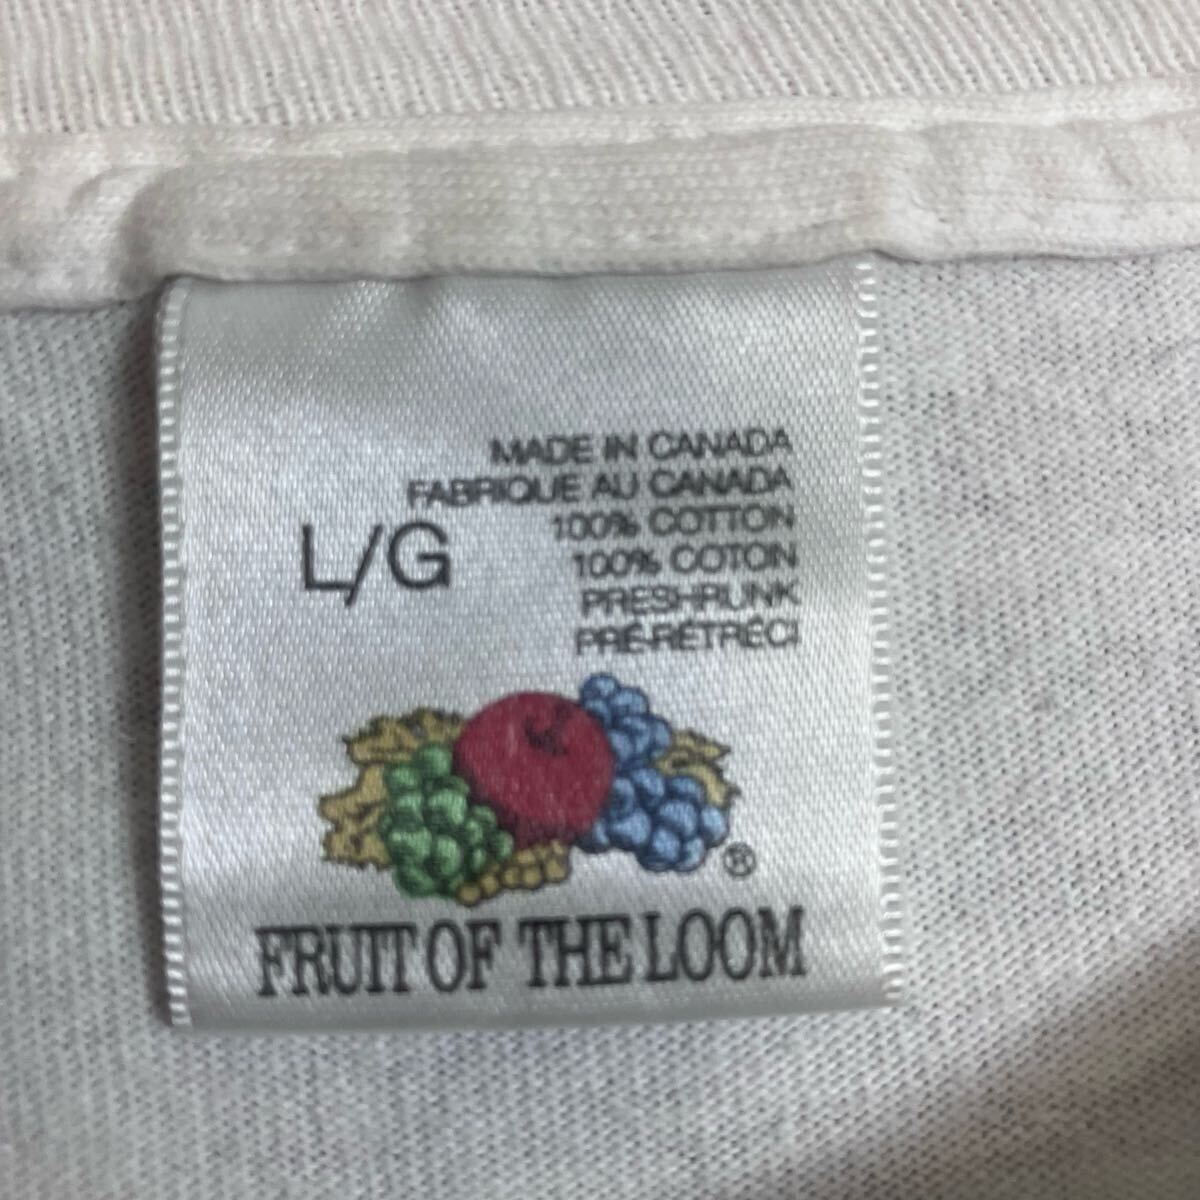 MADE IN CANADA
FABRIQUE AU CANADA
100% COTTON
L/G
100% COTON
PRESHRUNK
PRÉ-RÉTRÉCI
®
FRUIT OF THE LOOM